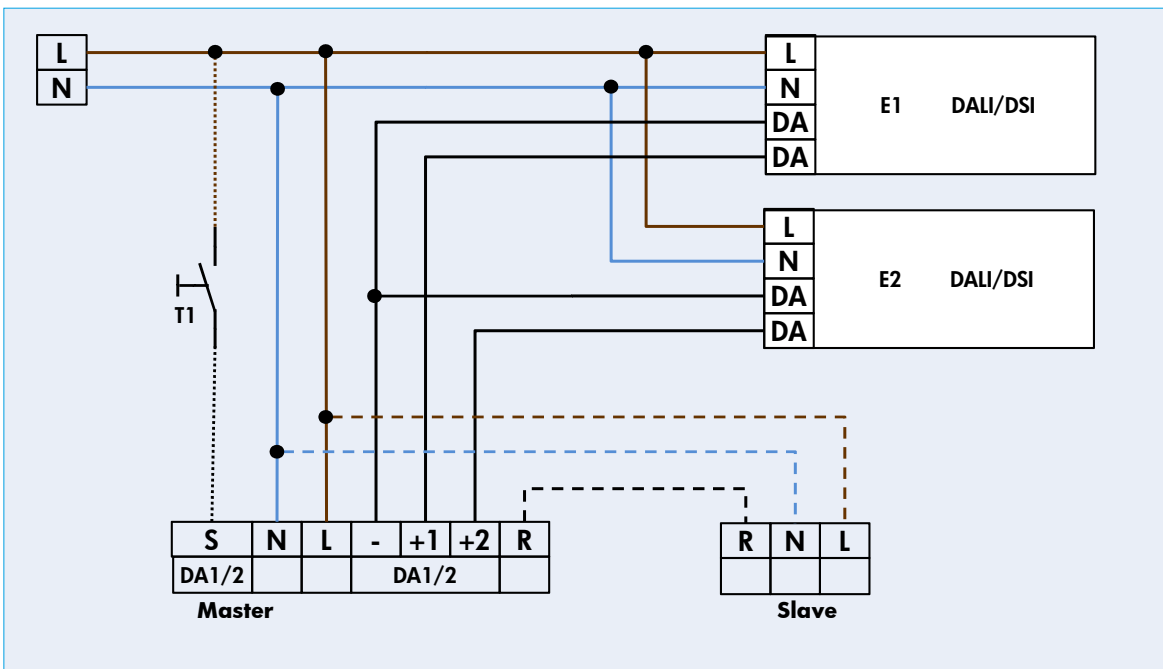 L
N
L
N
DA
DA
E1 DALI/DSI
L
N
DA
DA
E2 DALI/DSI
T1
S N L - +1 +2 R
DA1/2 DA1/2
Master
R N L
Slave